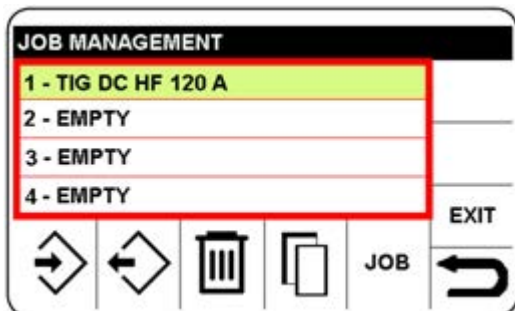 JOB MANAGEMENT
1 - TIG DC HF 120 A
2 - EMPTY
3 - EMPTY
4 - EMPTY
EXIT
JOB